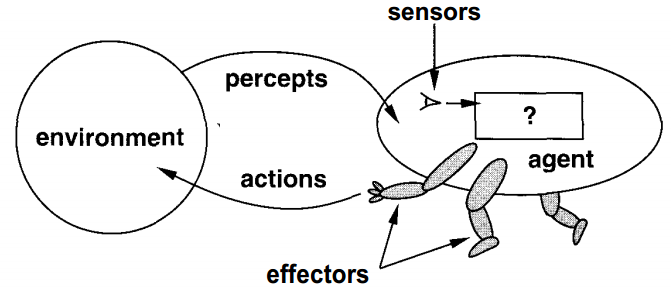 sensors
percepts
?
environment
agent
actions
effectors